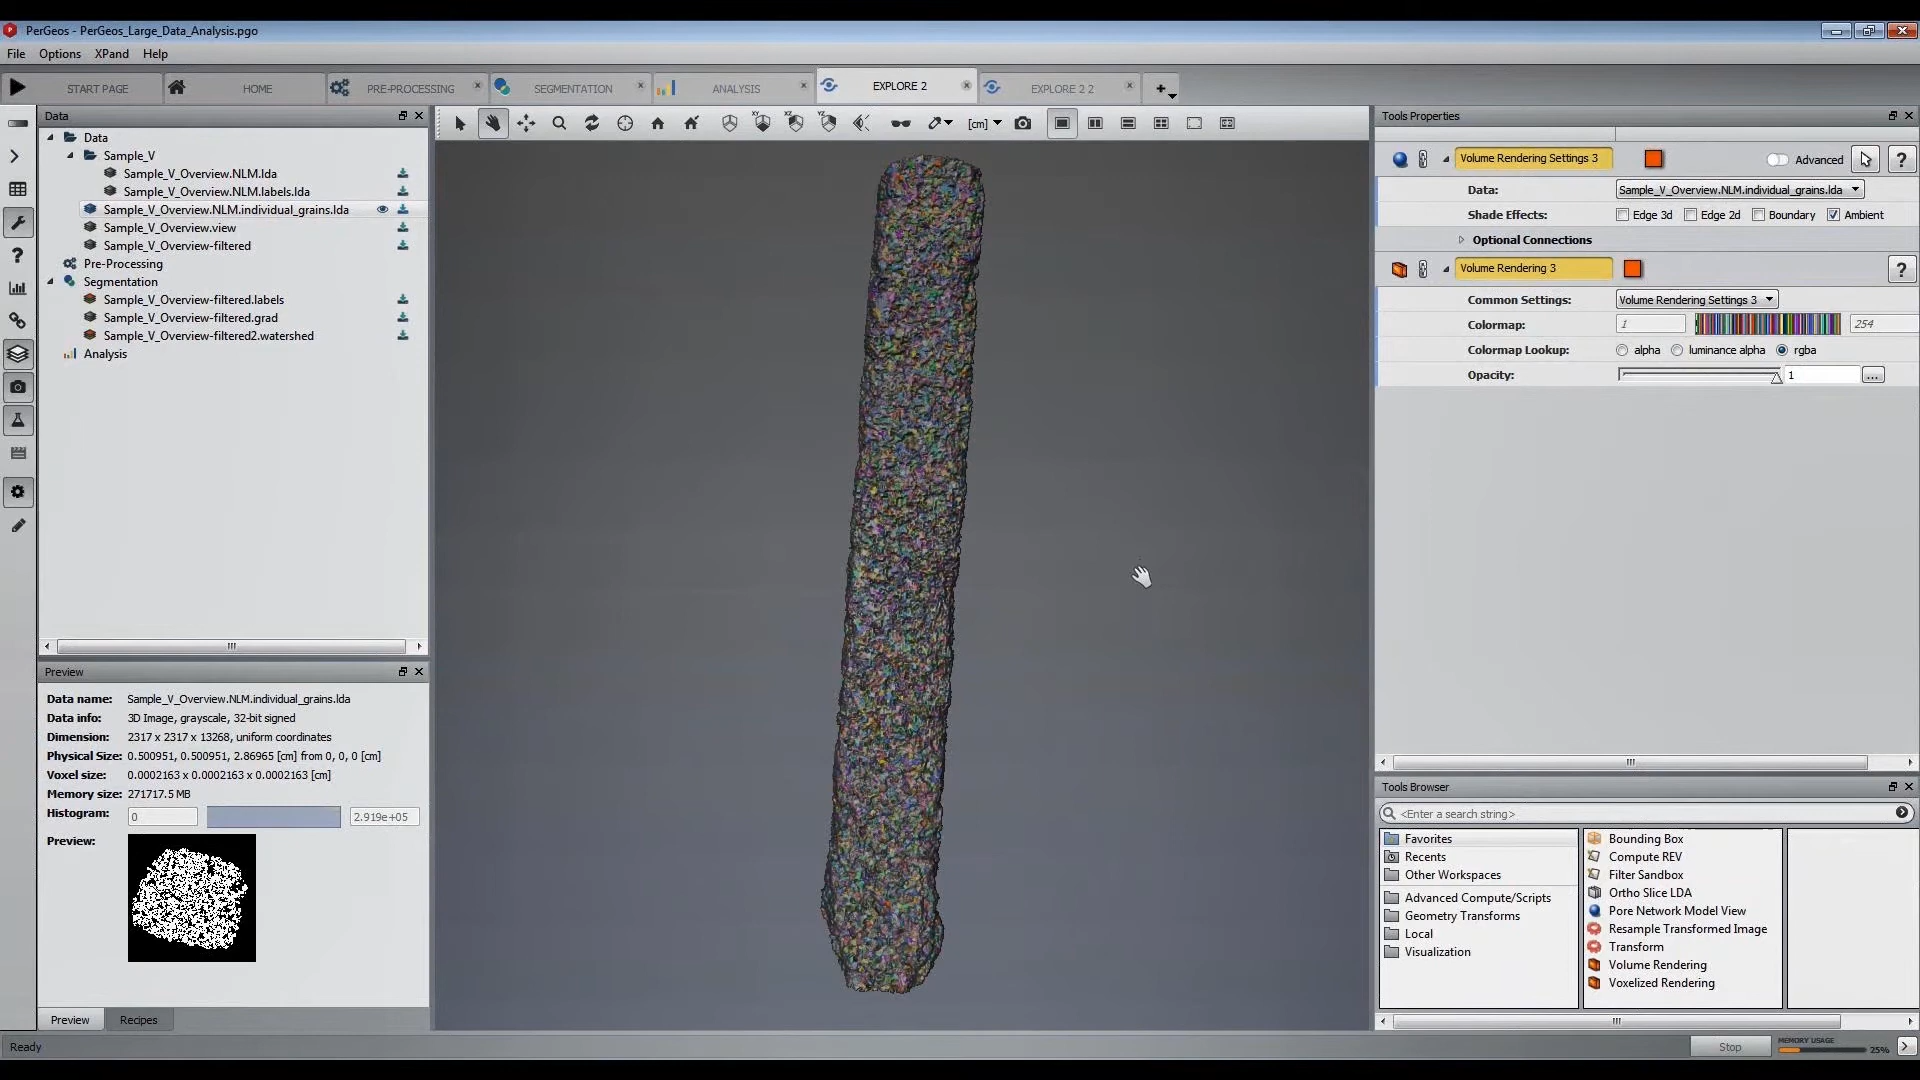 PerGeos - PerGeos_Large_Data_Analysis.pgo
File Options XPand Help
START PAGE HOME PRE-PROCESSING SEGMENTATION ANALYSIS EXPLORE 2 EXPLORE 2 2
Data
Data
Sample_V
Sample_V_Overview.NLM.lda
Sample_V_Overview.NLM.labels.lda
Sample_V_Overview.NLM.individual_grains.lda
Sample_V_Overview.view
Sample_V_Overview-filtered
Pre-Processing
Segmentation
Sample_V_Overview-filtered.labels
Sample_V_Overview-filtered.grad
Sample_V_Overview-filtered2.watershed
Analysis
XY XZ YZ [cm]
Tools Properties
Volume Rendering Settings 3 Advanced ?
Data: Sample_V_Overview.NLM.individual_grains.lda
Shade Effects: Edge 3d Edge 2d Boundary Ambient
Optional Connections
Volume Rendering 3 ?
Common Settings: Volume Rendering Settings 3
Colormap: 1 254
Colormap Lookup: alpha luminance alpha rgba
Opacity: 1 ...
Preview
Data name: Sample_V_Overview.NLM.individual_grains.lda
Data info: 3D Image, grayscale, 32-bit signed
Dimension: 2317 x 2317 x 13268, uniform coordinates
Physical Size: 0.500951, 0.500951, 2.86965 [cm] from 0, 0, 0 [cm]
Voxel size: 0.0002163 x 0.0002163 x 0.0002163 [cm]
Memory size: 271717.5 MB
Histogram: 0 2.919e+05
Preview:
Preview Recipes
Tools Browser
<Enter a search string>
Favorites
Recents
Other Workspaces
Advanced Compute/Scripts
Geometry Transforms
Local
Visualization
Bounding Box
Compute REV
Filter Sandbox
Ortho Slice LDA
Pore Network Model View
Resample Transformed Image
Transform
Volume Rendering
Voxelized Rendering
Ready
Stop
MEMORY USAGE
25%